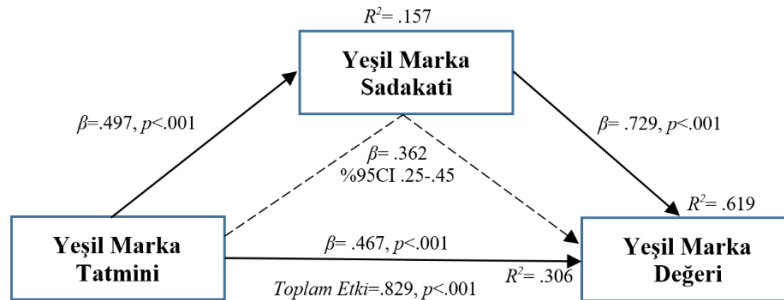 R²= .157
Yeşil Marka
Sadakati
β=.497, p<.001
β= .729, p<.001
β= .362
%95CI .25-.45
R²= .619
Yeşil Marka
Tatmini
β= .467, p<.001
R²= .306
Toplam Etki=.829, p<.001
Yeşil Marka
Değeri